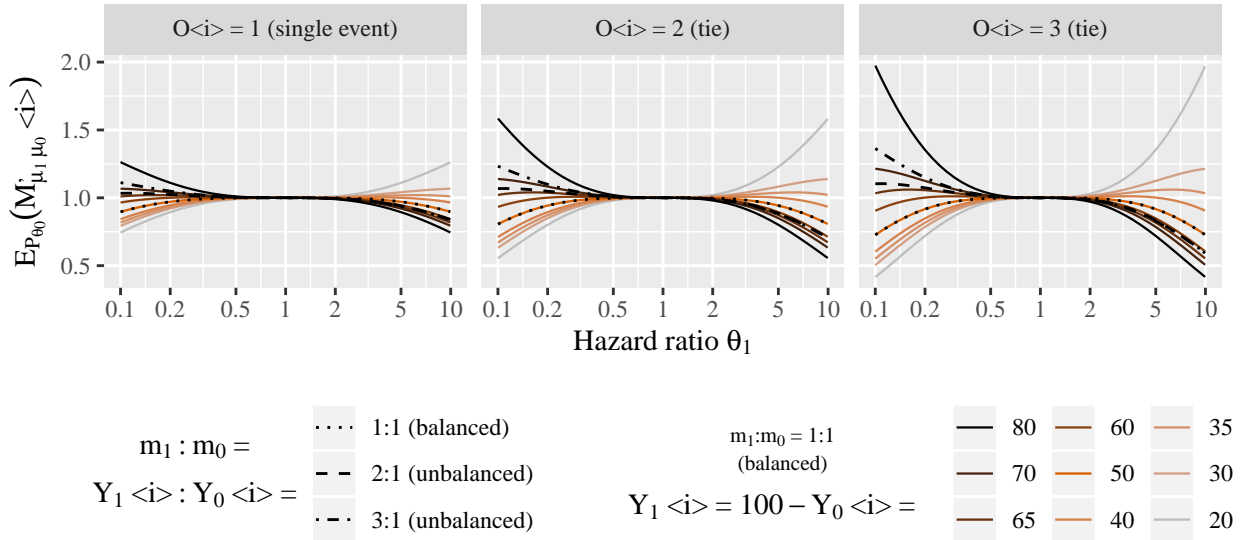 O<i> = 1 (single event) O<i> = 2 (tie) O<i> = 3 (tie)
E_{P_{θ0}}(M'_{μ1 μ0} <i>)
2.0
1.5
1.0
0.5
0.1 0.2 0.5 1 2 5 10 0.1 0.2 0.5 1 2 5 10 0.1 0.2 0.5 1 2 5 10
Hazard ratio θ₁
m₁ : m₀ =
Y₁ <i> : Y₀ <i> =
1:1 (balanced)
2:1 (unbalanced)
3:1 (unbalanced)
m₁:m₀ = 1:1
(balanced)
Y₁ <i> = 100 − Y₀ <i> =
80 60 35
70 50 30
65 40 20